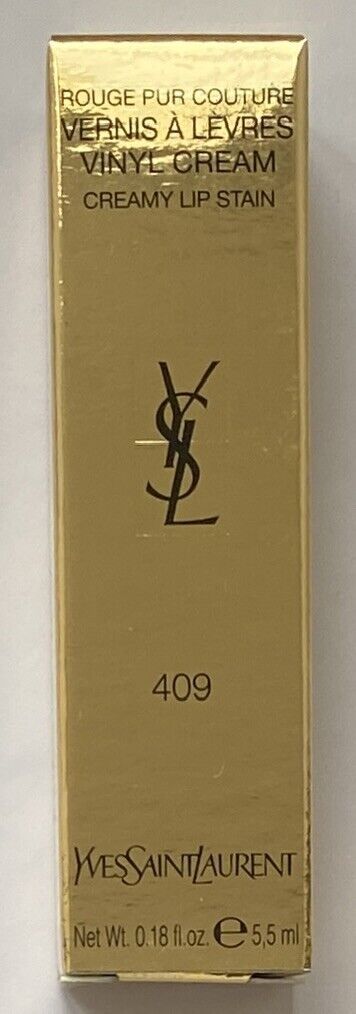 ROUGE PUR COUTURE
VERNIS À LÈVRES
VINYL CREAM
CREAMY LIP STAIN
YSL
409
YVESSAINTLAURENT
Net Wt. 0.18 fl.oz. ℮ 5,5 ml